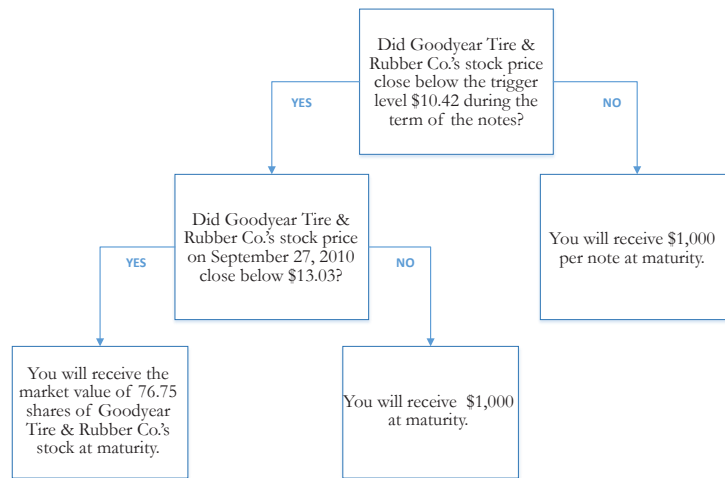 Did Goodyear Tire &
Rubber Co.'s stock price
close below the trigger
level $10.42 during the
term of the notes?
YES
NO
Did Goodyear Tire &
Rubber Co.'s stock price
on September 27, 2010
close below $13.03?
You will receive $1,000
per note at maturity.
YES
NO
You will receive the
market value of 76.75
shares of Goodyear
Tire & Rubber Co.'s
stock at maturity.
You will receive $1,000
at maturity.